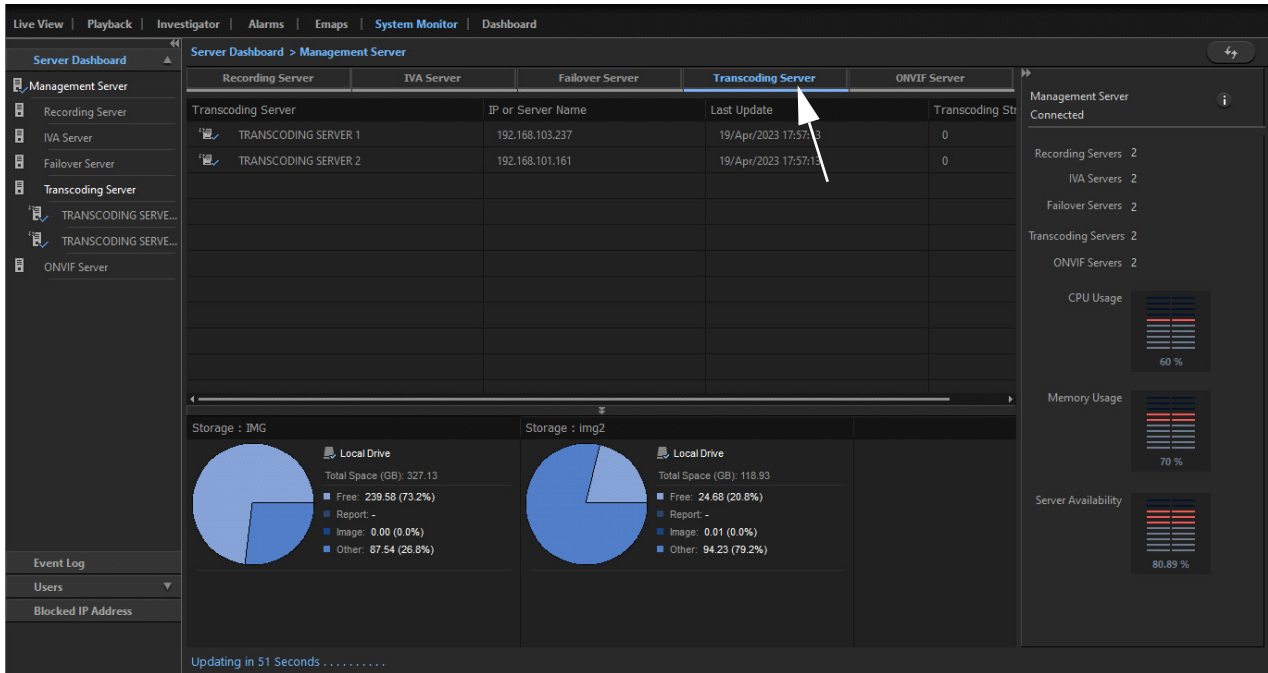 Live View | Playback | Investigator | Alarms | Emaps | System Monitor | Dashboard
Server Dashboard
Management Server
Recording Server
IVA Server
Failover Server
Transcoding Server
TRANSCODING SERVE...
TRANSCODING SERVE...
ONVIF Server
Event Log
Users
Blocked IP Address
Server Dashboard > Management Server
Recording Server IVA Server Failover Server Transcoding Server ONVIF Server
Transcoding Server IP or Server Name Last Update Transcoding Str
TRANSCODING SERVER 1 192.168.103.237 19/Apr/2023 17:57:13 0
TRANSCODING SERVER 2 192.168.101.161 19/Apr/2023 17:57:13 0
Storage : IMG
Local Drive
Total Space (GB): 327.13
Free: 239.58 (73.2%)
Report: -
Image: 0.00 (0.0%)
Other: 87.54 (26.8%)
Storage : img2
Local Drive
Total Space (GB): 118.93
Free: 24.68 (20.8%)
Report: -
Image: 0.01 (0.0%)
Other: 94.23 (79.2%)
Updating in 51 Seconds . . . . . . . . . .
Management Server
Connected
Recording Servers 2
IVA Servers 2
Failover Servers 2
Transcoding Servers 2
ONVIF Servers 2
CPU Usage
60 %
Memory Usage
70 %
Server Availability
80.89 %